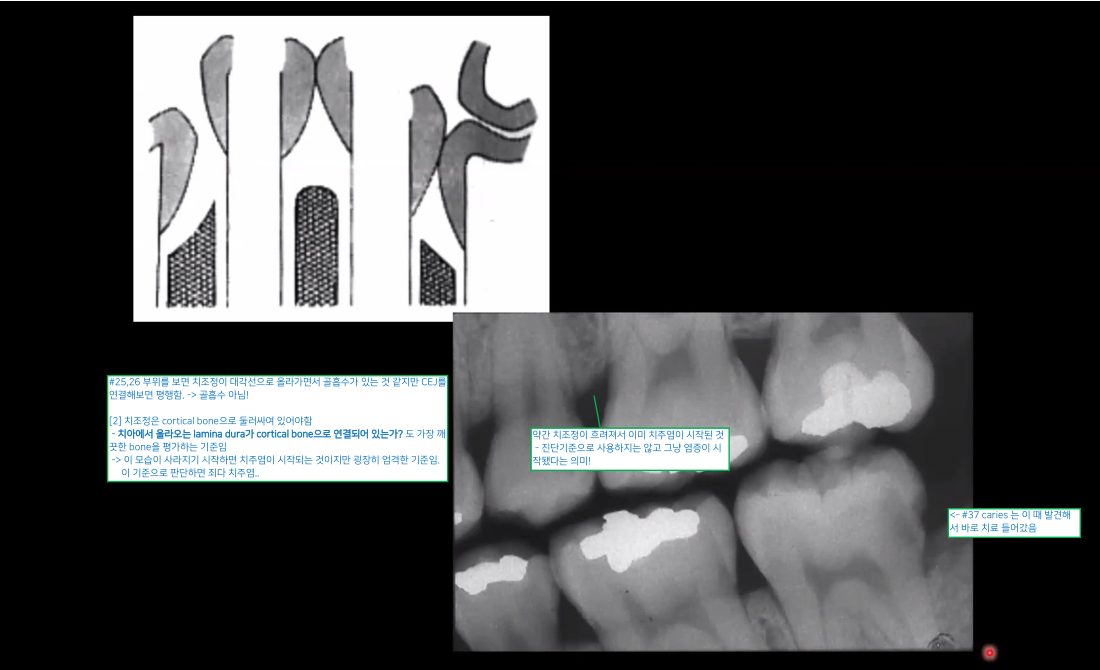 #25,26 부위를 보면 치조정이 대각선으로 올라가면서 골흡수가 있는 것 같지만 CEJ를
연결해보면 평행함. -> 골흡수 아님!
[2] 치조정은 cortical bone으로 둘러싸여 있어야함
- 치아에서 올라오는 lamina dura가 cortical bone으로 연결되어 있는가? 도 가장 깨
끗한 bone을 평가하는 기준임
-> 이 모습이 사라지기 시작하면 치주염이 시작되는 것이지만 굉장히 엄격한 기준임.
이 기준으로 판단하면 죄다 치주염..
약간 치조정이 흐려져서 이미 치주염이 시작된 것
- 진단기준으로 사용하지는 않고 그냥 염증이 시
작됐다는 의미!
<- #37 caries 는 이 때 발견해
서 바로 치료 들어갔음